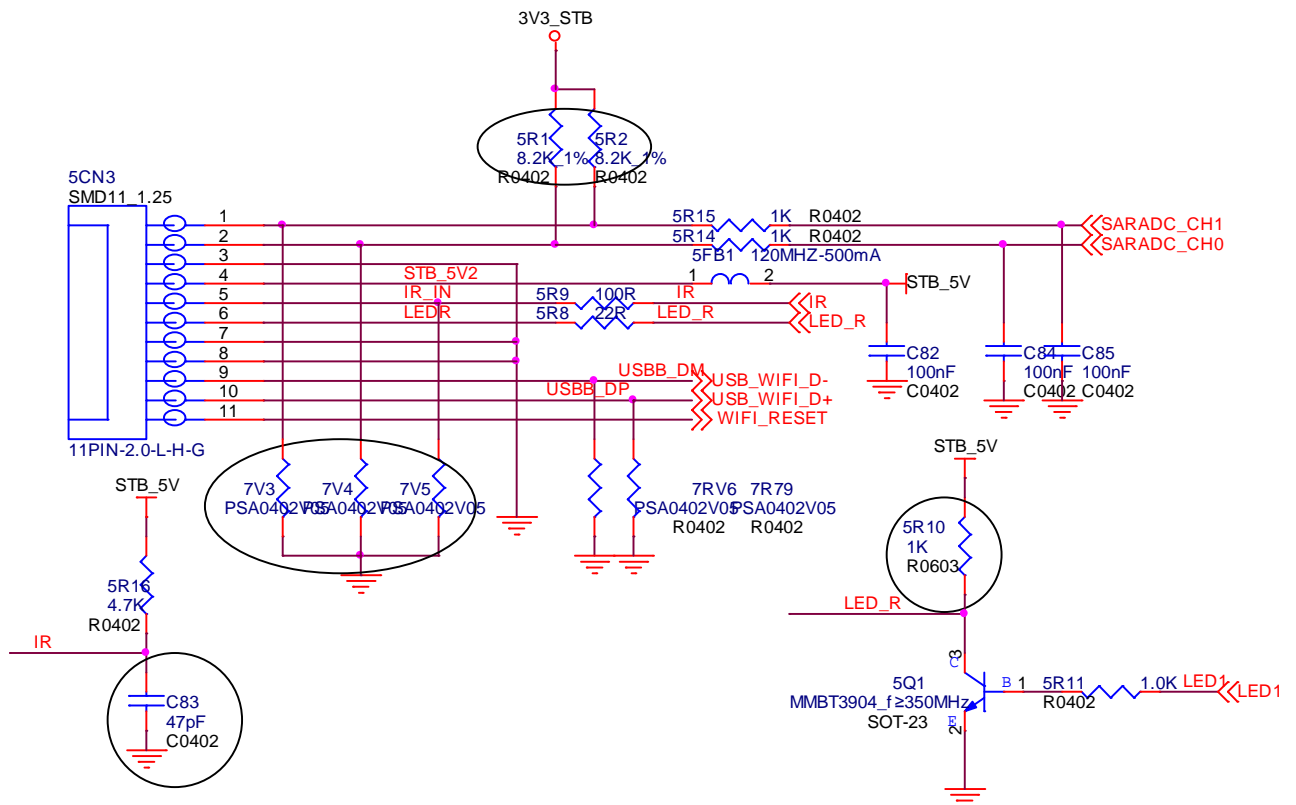 3V3_STB
5R1 5R2
8.2K_1% 8.2K_1%
R0402 R0402
5CN3
SMD11_1.25
1 5R15 1K R0402 SARADC_CH1
2 5R14 1K R0402 SARADC_CH0
3 5FB1 120MHZ-500mA
4 STB_5V2 1 2 STB_5V
5 IR_IN 5R9 100R IR IR
6 LEDR 5R8 22R LED_R LED_R
7
8
9 USBB_DM USB_WIFI_D-
10 USBB_DP USB_WIFI_D+
11 WIFI_RESET
11PIN-2.0-L-H-G
C82 C84 C85
100nF 100nF 100nF
C0402 C0402 C0402
7V3 7V4 7V5
PSA0402V05 PSA0402V05 PSA0402V05
7RV6 7R79
PSA0402V05 PSA0402V05
R0402 R0402
STB_5V
5R16
4.7K
R0402
IR
C83
47pF
C0402
STB_5V
5R10
1K
R0603
LED_R
3
C
5Q1 B 1 5R11 1.0K LED1 LED1
MMBT3904_f≥350MHz R0402
SOT-23
E
2